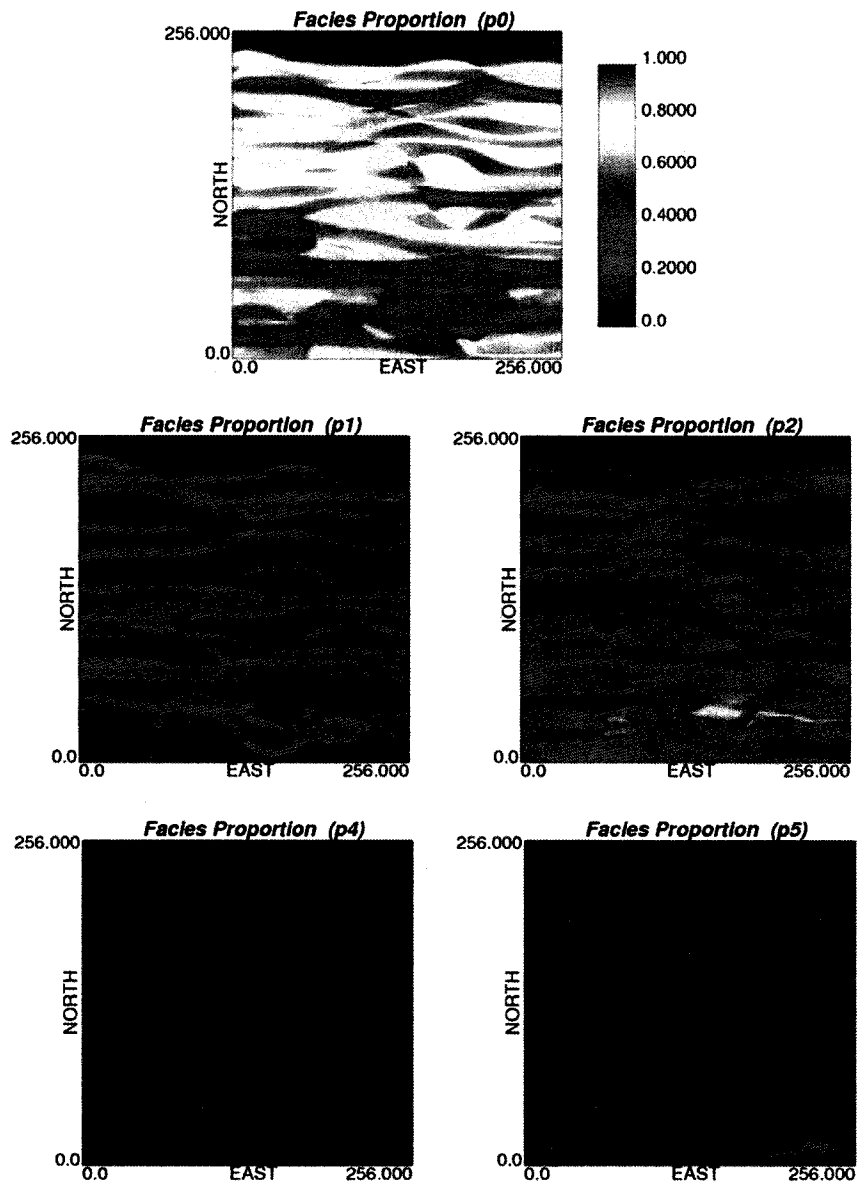 Facies Proportion (p0)
256.000
NORTH
0.0
0.0 EAST 256.000
1.000
0.8000
0.6000
0.4000
0.2000
0.0
Facies Proportion (p1)
256.000
NORTH
0.0
0.0 EAST 256.000
Facies Proportion (p2)
256.000
NORTH
0.0
0.0 EAST 256.000
Facies Proportion (p4)
256.000
NORTH
0.0
0.0 EAST 256.000
Facies Proportion (p5)
256.000
NORTH
0.0
0.0 EAST 256.000